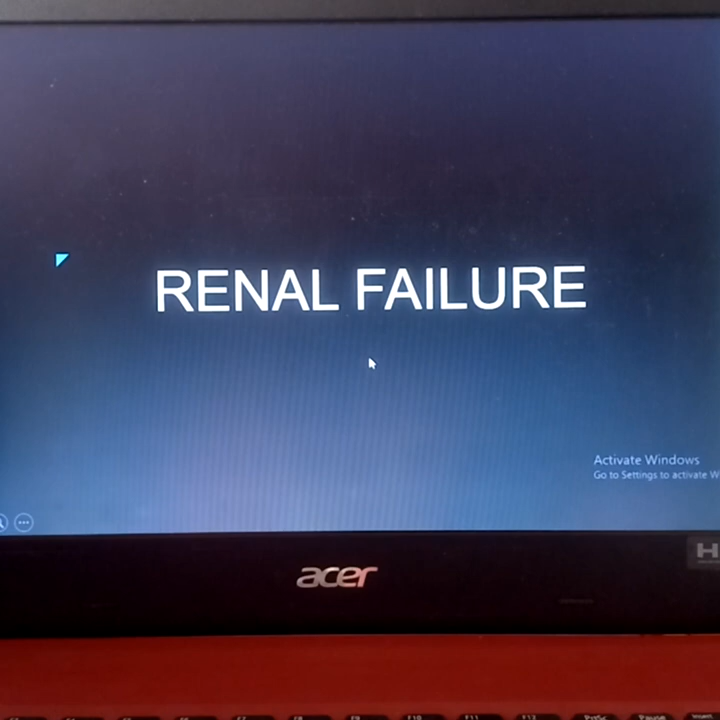 RENAL FAILURE
Activate Windows
Go to Settings to activate
acer